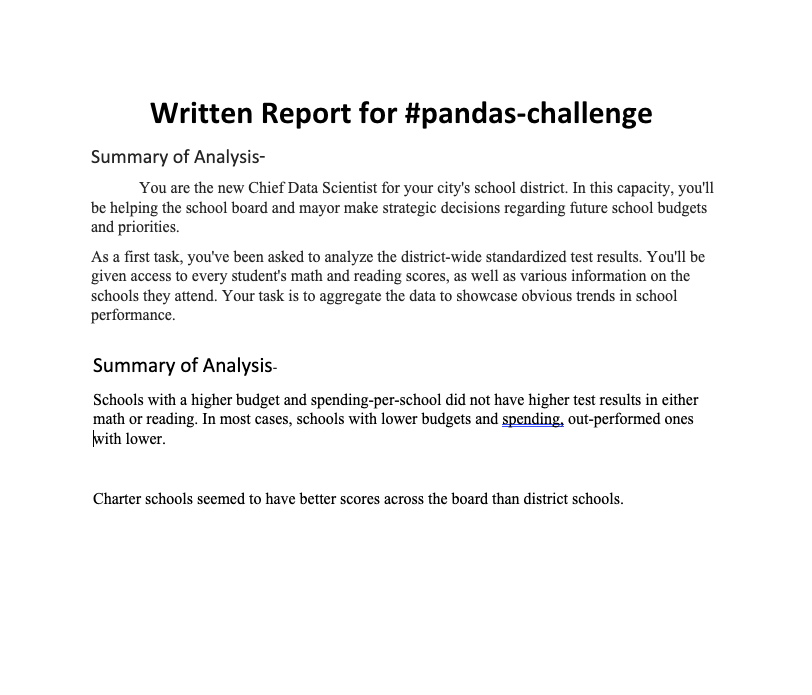 Written Report for #pandas-challenge
Summary of Analysis-
You are the new Chief Data Scientist for your city's school district. In this capacity, you'll
be helping the school board and mayor make strategic decisions regarding future school budgets
and priorities.
As a first task, you've been asked to analyze the district-wide standardized test results. You'll be
given access to every student's math and reading scores, as well as various information on the
schools they attend. Your task is to aggregate the data to showcase obvious trends in school
performance.
Summary of Analysis-
Schools with a higher budget and spending-per-school did not have higher test results in either
math or reading. In most cases, schools with lower budgets and spending, out-performed ones
with lower.
Charter schools seemed to have better scores across the board than district schools.